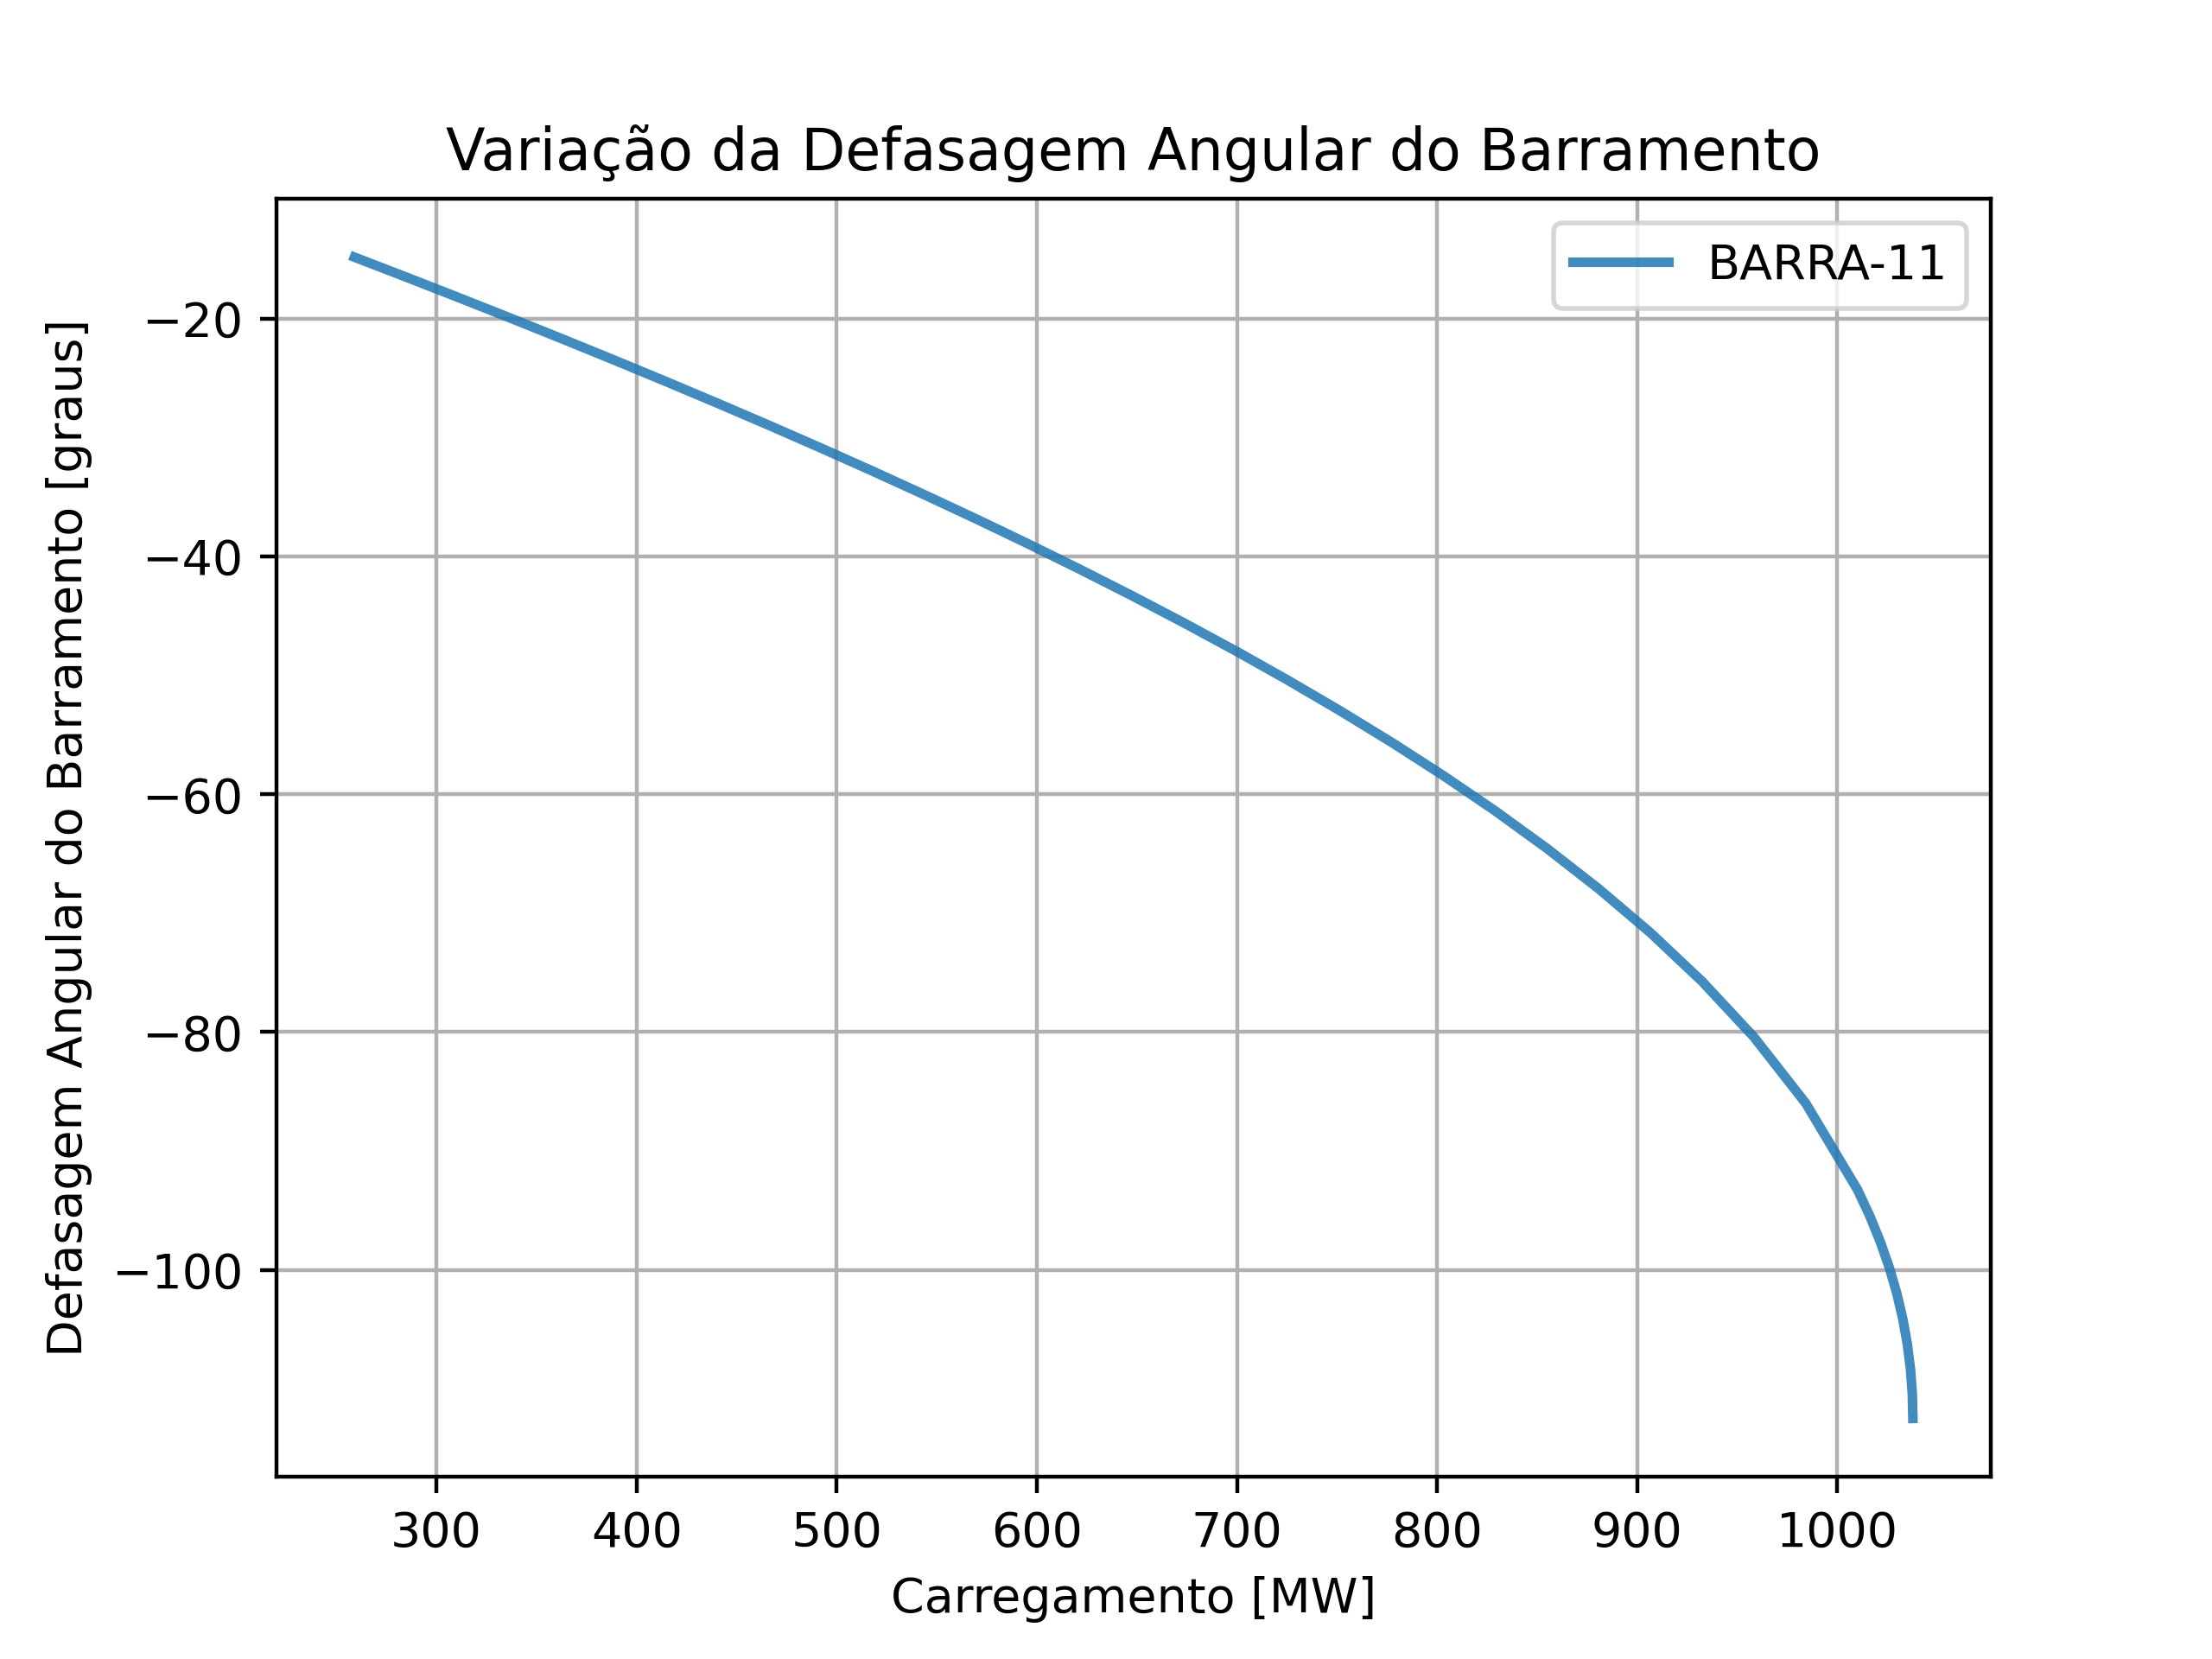 Variação da Defasagem Angular do Barramento
BARRA-11
Defasagem Angular do Barramento [graus]
−20
−40
−60
−80
−100
300 400 500 600 700 800 900 1000
Carregamento [MW]